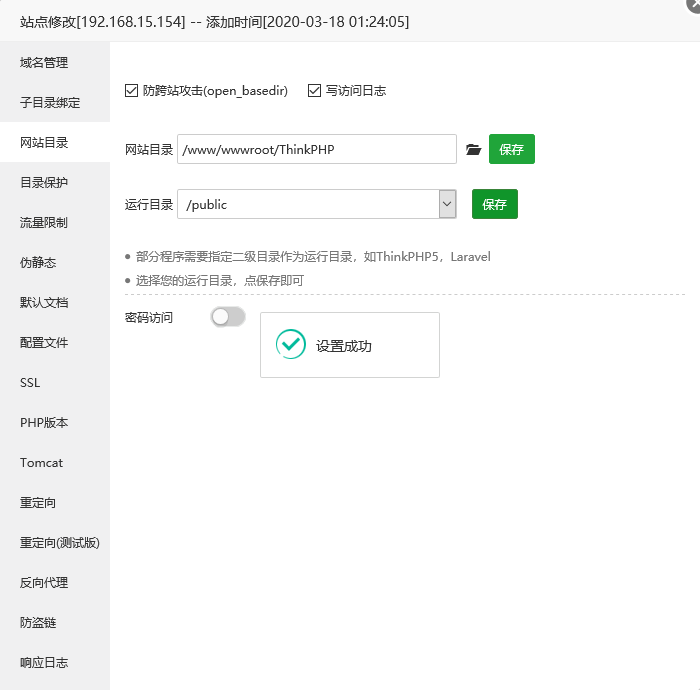 站点修改[192.168.15.154] -- 添加时间[2020-03-18 01:24:05]
域名管理
子目录绑定
网站目录
目录保护
流量限制
伪静态
默认文档
配置文件
SSL
PHP版本
Tomcat
重定向
重定向(测试版)
反向代理
防盗链
响应日志
防跨站攻击(open_basedir) 写访问日志
网站目录 /www/wwwroot/ThinkPHP 保存
运行目录 /public 保存
部分程序需要指定二级目录作为运行目录，如ThinkPHP5，Laravel
选择您的运行目录，点保存即可
密码访问
设置成功